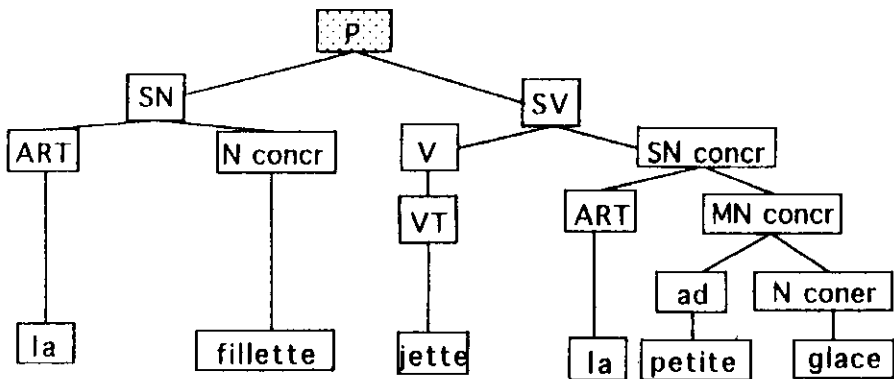 P
SN SV
ART N concr V SN concr
VT ART MN concr
ad N coner
la fillette jette la petite glace